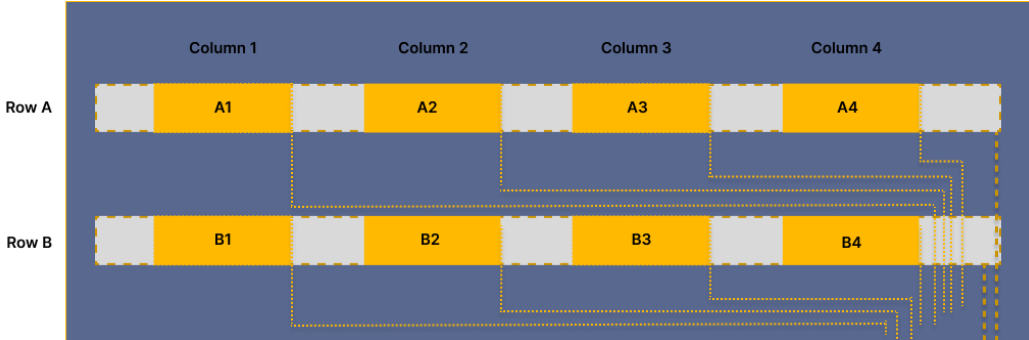 Column 1 Column 2 Column 3 Column 4
Row A A1 A2 A3 A4
Row B B1 B2 B3 B4